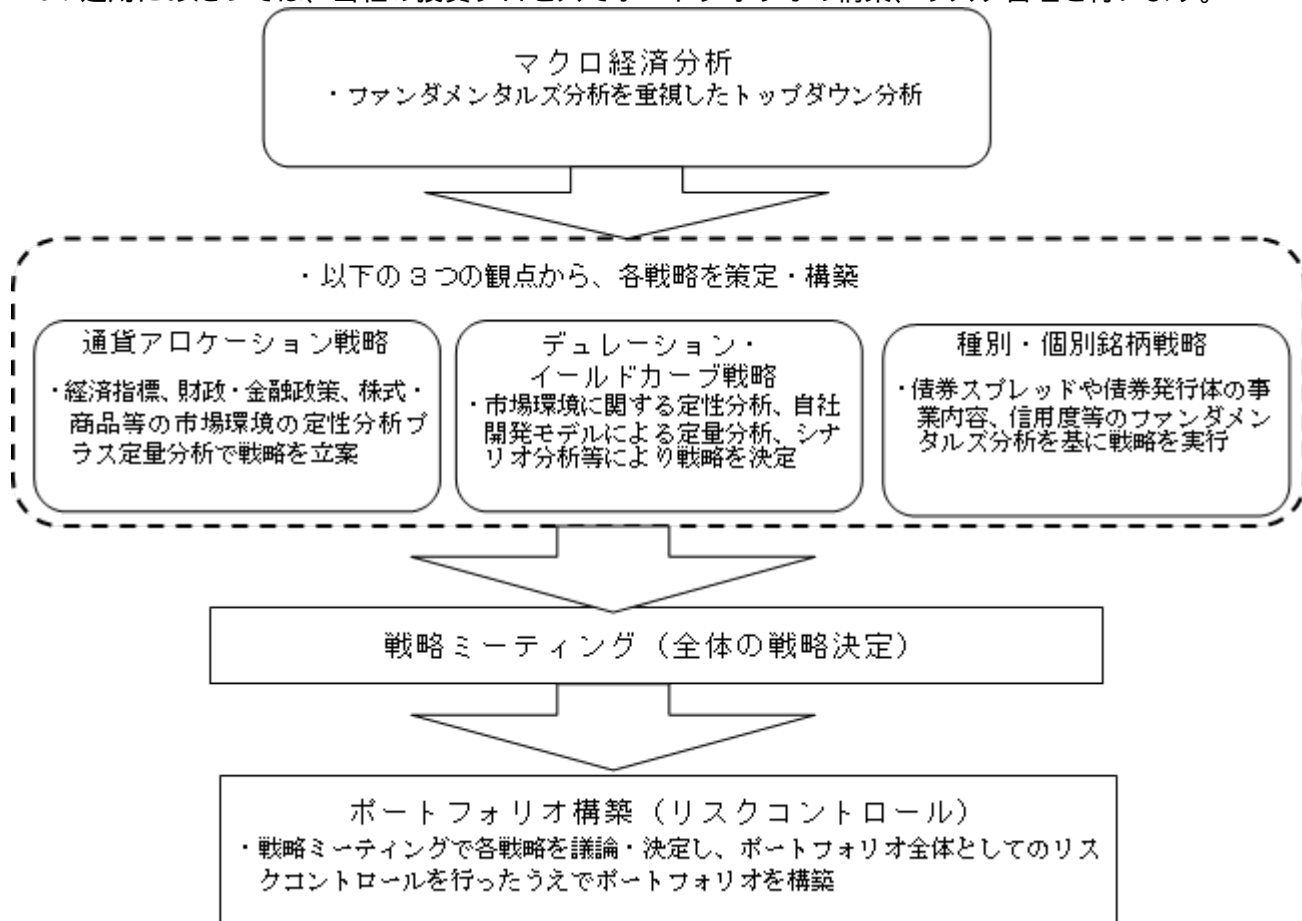 マクロ経済分析
・ファンダメンタルズ分析を重視したトップダウン分析
・以下の3つの観点から、各戦略を策定・構築
通貨アロケーション戦略
・経済指標、財政・金融政策、株式・
商品等の市場環境の定性分析プ
ラス定量分析で戦略を立案
デュレーション・
イールドカーブ戦略
・市場環境に関する定性分析、自社
開発モデルによる定量分析、シナ
リオ分析等により戦略を決定
種別・個別銘柄戦略
・債券スプレッドや債券発行体の事
業内容、信用度等のファンダメン
タルズ分析を基に戦略を実行
戦略ミーティング（全体の戦略決定）
ポートフォリオ構築（リスクコントロール）
・戦略ミーティングで各戦略を議論・決定し、ポートフォリオ全体としてのリス
クコントロールを行ったうえでポートフォリオを構築